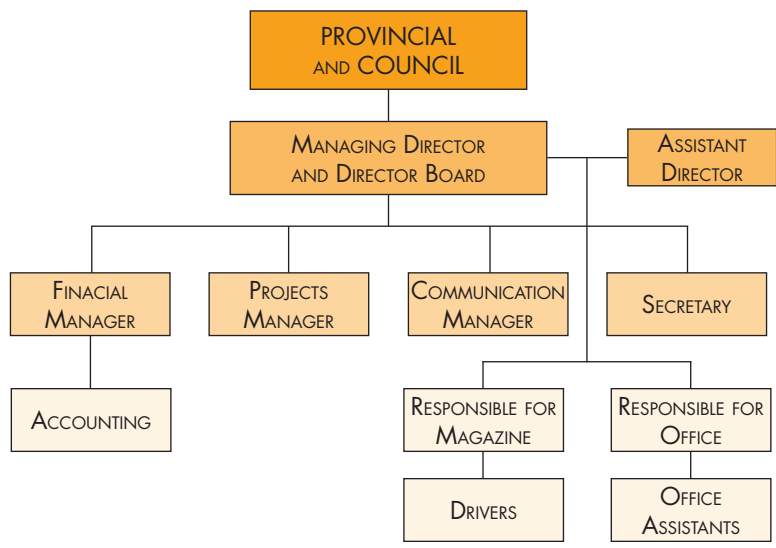 PROVINCIAL
AND COUNCIL
MANAGING DIRECTOR
AND DIRECTOR BOARD
ASSISTANT
DIRECTOR
FINACIAL
MANAGER
PROJECTS
MANAGER
COMMUNICATION
MANAGER
SECRETARY
ACCOUNTING
RESPONSIBLE FOR
MAGAZINE
RESPONSIBLE FOR
OFFICE
DRIVERS
OFFICE
ASSISTANTS